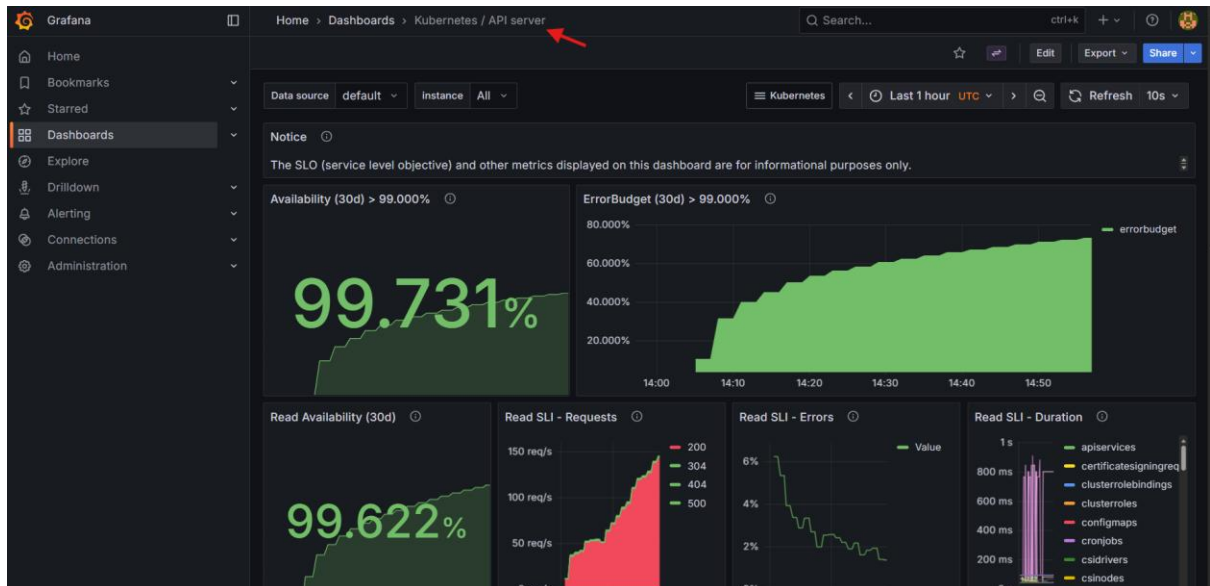 Grafana
Home › Dashboards › Kubernetes / API server
Search...
ctrl+k
Home
Bookmarks
Starred
Dashboards
Explore
Drilldown
Alerting
Connections
Administration
Edit
Export
Share
Data source default
instance All
Kubernetes
Last 1 hour UTC
Refresh 10s
Notice
The SLO (service level objective) and other metrics displayed on this dashboard are for informational purposes only.
Availability (30d) > 99.000%
99.731%
ErrorBudget (30d) > 99.000%
80.000%
60.000%
40.000%
20.000%
14:00 14:10 14:20 14:30 14:40 14:50
errorbudget
Read Availability (30d)
99.622%
Read SLI - Requests
150 req/s
100 req/s
50 req/s
200
304
404
500
Read SLI - Errors
6%
4%
2%
Value
Read SLI - Duration
1 s
800 ms
600 ms
400 ms
200 ms
apiservices
certificatesigningreq
clusterrolebindings
clusterroles
configmaps
cronjobs
csidrivers
csinodes